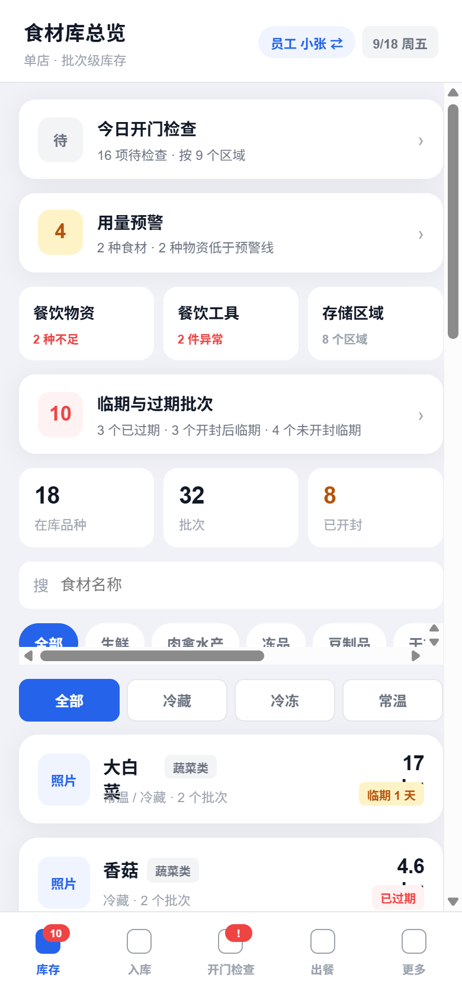 食材库总览
单店 · 批次级库存
员工 小张 ⇄
9/18 周五
待
今日开门检查
16 项待检查 · 按 9 个区域
›
4
用量预警
2 种食材 · 2 种物资低于预警线
›
餐饮物资
2 种不足
餐饮工具
2 件异常
存储区域
8 个区域
10
临期与过期批次
3 个已过期 · 3 个开封后临期 · 4 个未开封临期
›
18
在库品种
32
批次
8
已开封
搜 食材名称
全部
生鲜
肉禽水产
冻品
豆制品
全部
冷藏
冷冻
常温
照片
大白
菜
蔬菜类
常温 / 冷藏 · 2 个批次
17
临期 1 天
照片
香菇
蔬菜类
冷藏 · 2 个批次
4.6
已过期
10
库存
入库
!
开门检查
出餐
更多